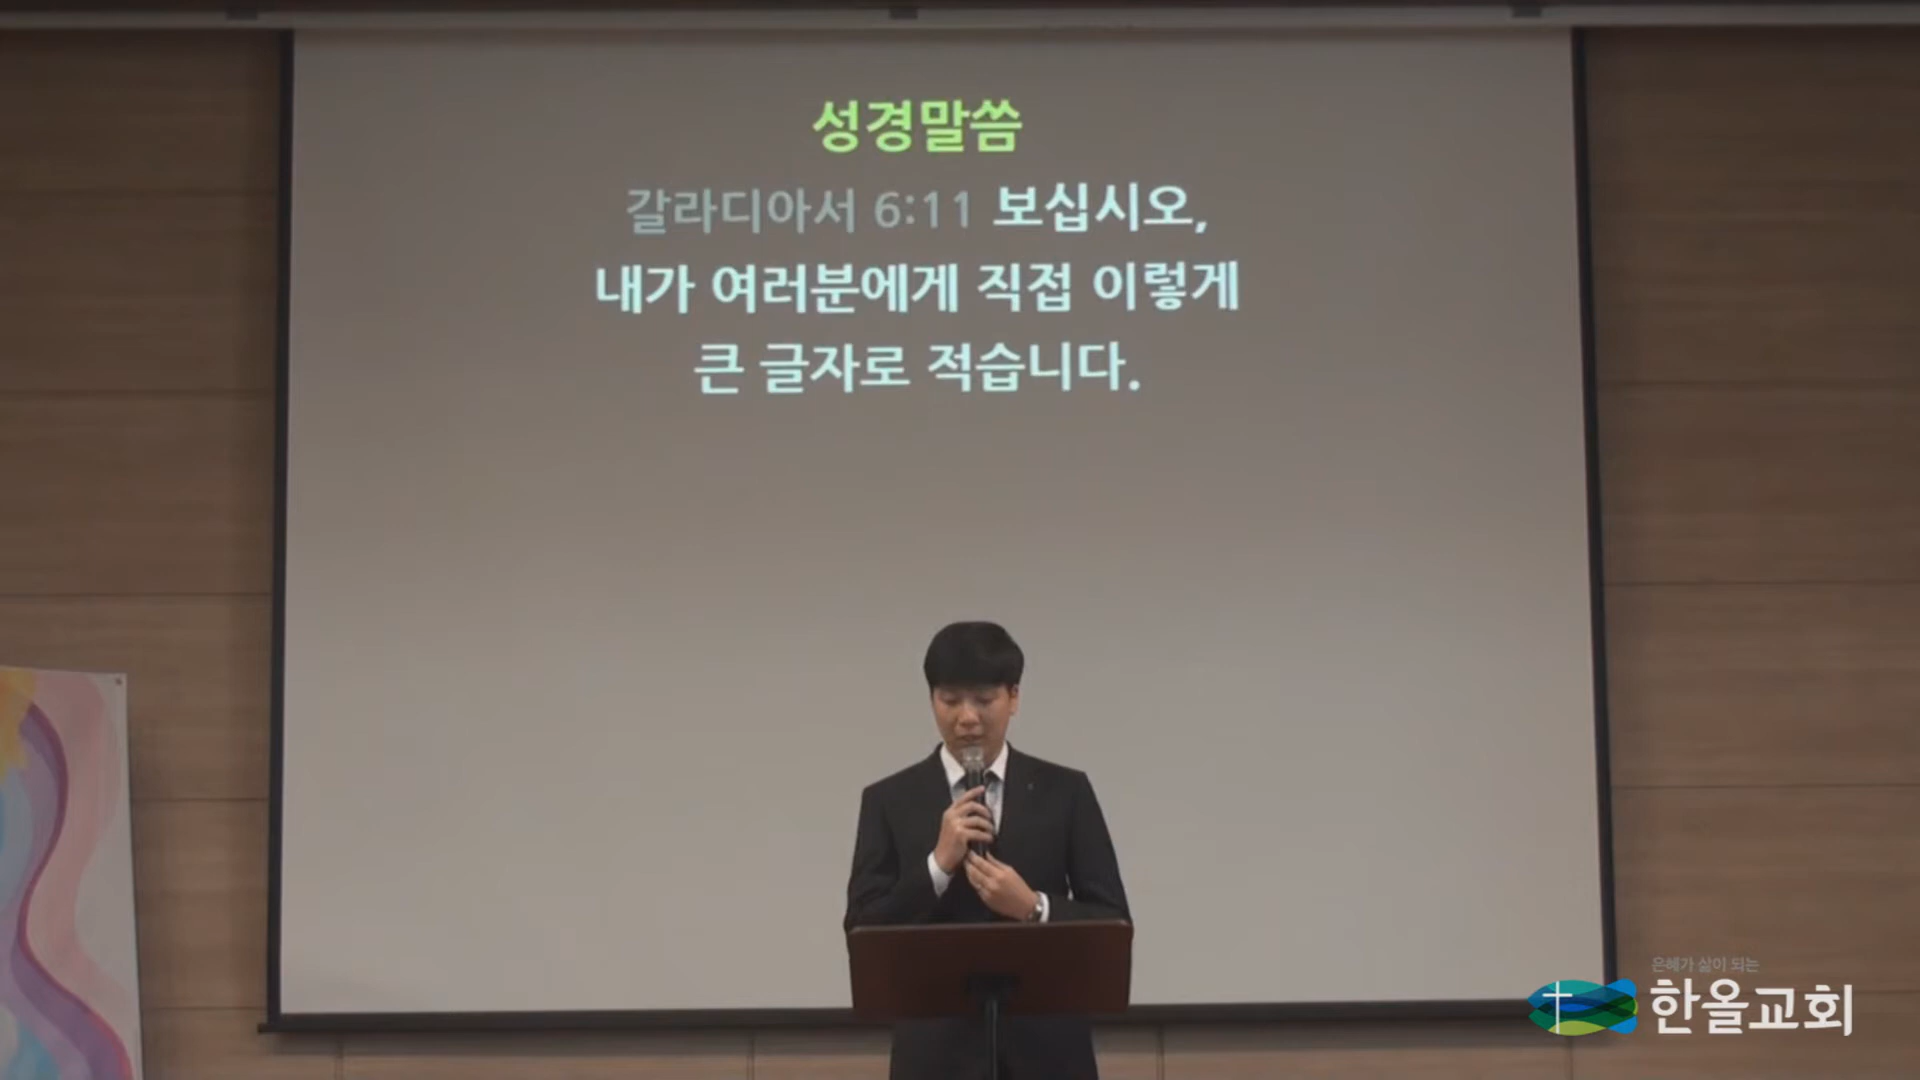 성경말씀
갈라디아서 6:11 보십시오,
내가 여러분에게 직접 이렇게
큰 글자로 적습니다.
은혜가 삶이 되는
한올교회